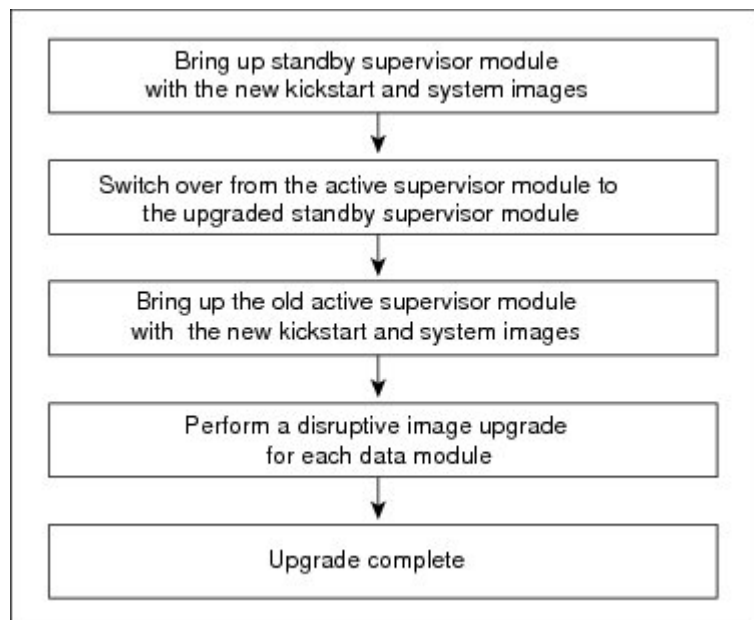 Bring up standby supervisor module
with the new kickstart and system images
Switch over from the active supervisor module to
the upgraded standby supervisor module
Bring up the old active supervisor module
with the new kickstart and system images
Perform a disruptive image upgrade
for each data module
Upgrade complete